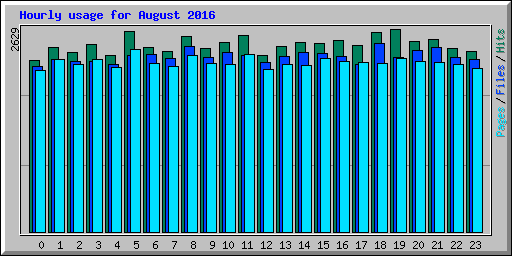 Hourly usage for August 2016
2629
Pages/Files/Hits
0 1 2 3 4 5 6 7 8 9 10 11 12 13 14 15 16 17 18 19 20 21 22 23